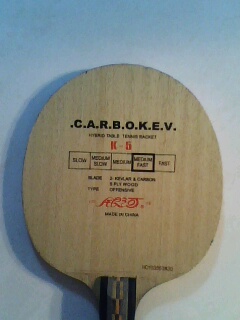 .C.A.R.B.O.K.E.V.
HYBRID TABLE TENNIS RACKET
K-5
SLOW MEDIUM SLOW MEDIUM MEDIUM FAST FAST
BLADE 2-KEVLAR & CARBON
5 PLY WOOD
TYPE OFFENSIVE
MADE IN CHINA